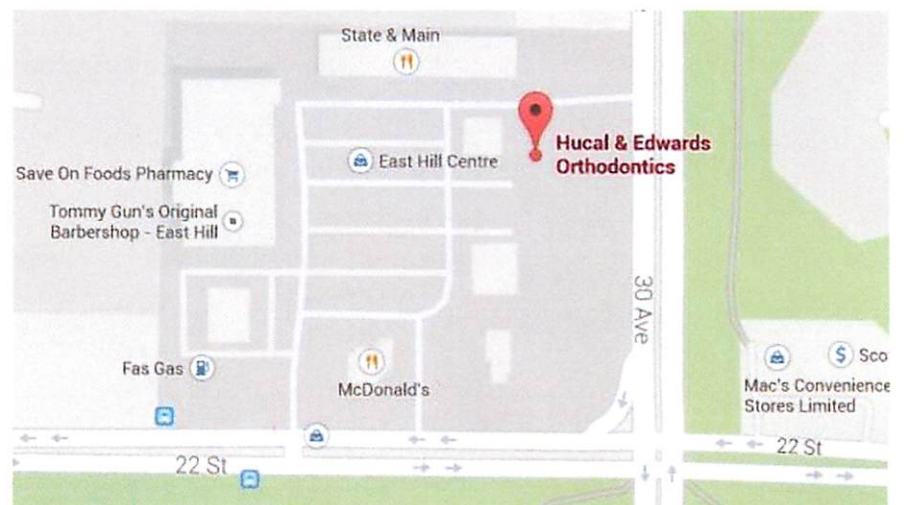 State & Main
Hucal & Edwards
Orthodontics
East Hill Centre
Save On Foods Pharmacy
Tommy Gun's Original
Barbershop - East Hill
30 Ave
Fas Gas
McDonald's
$ Sco
Mac's Convenience
Stores Limited
22 St
22 St